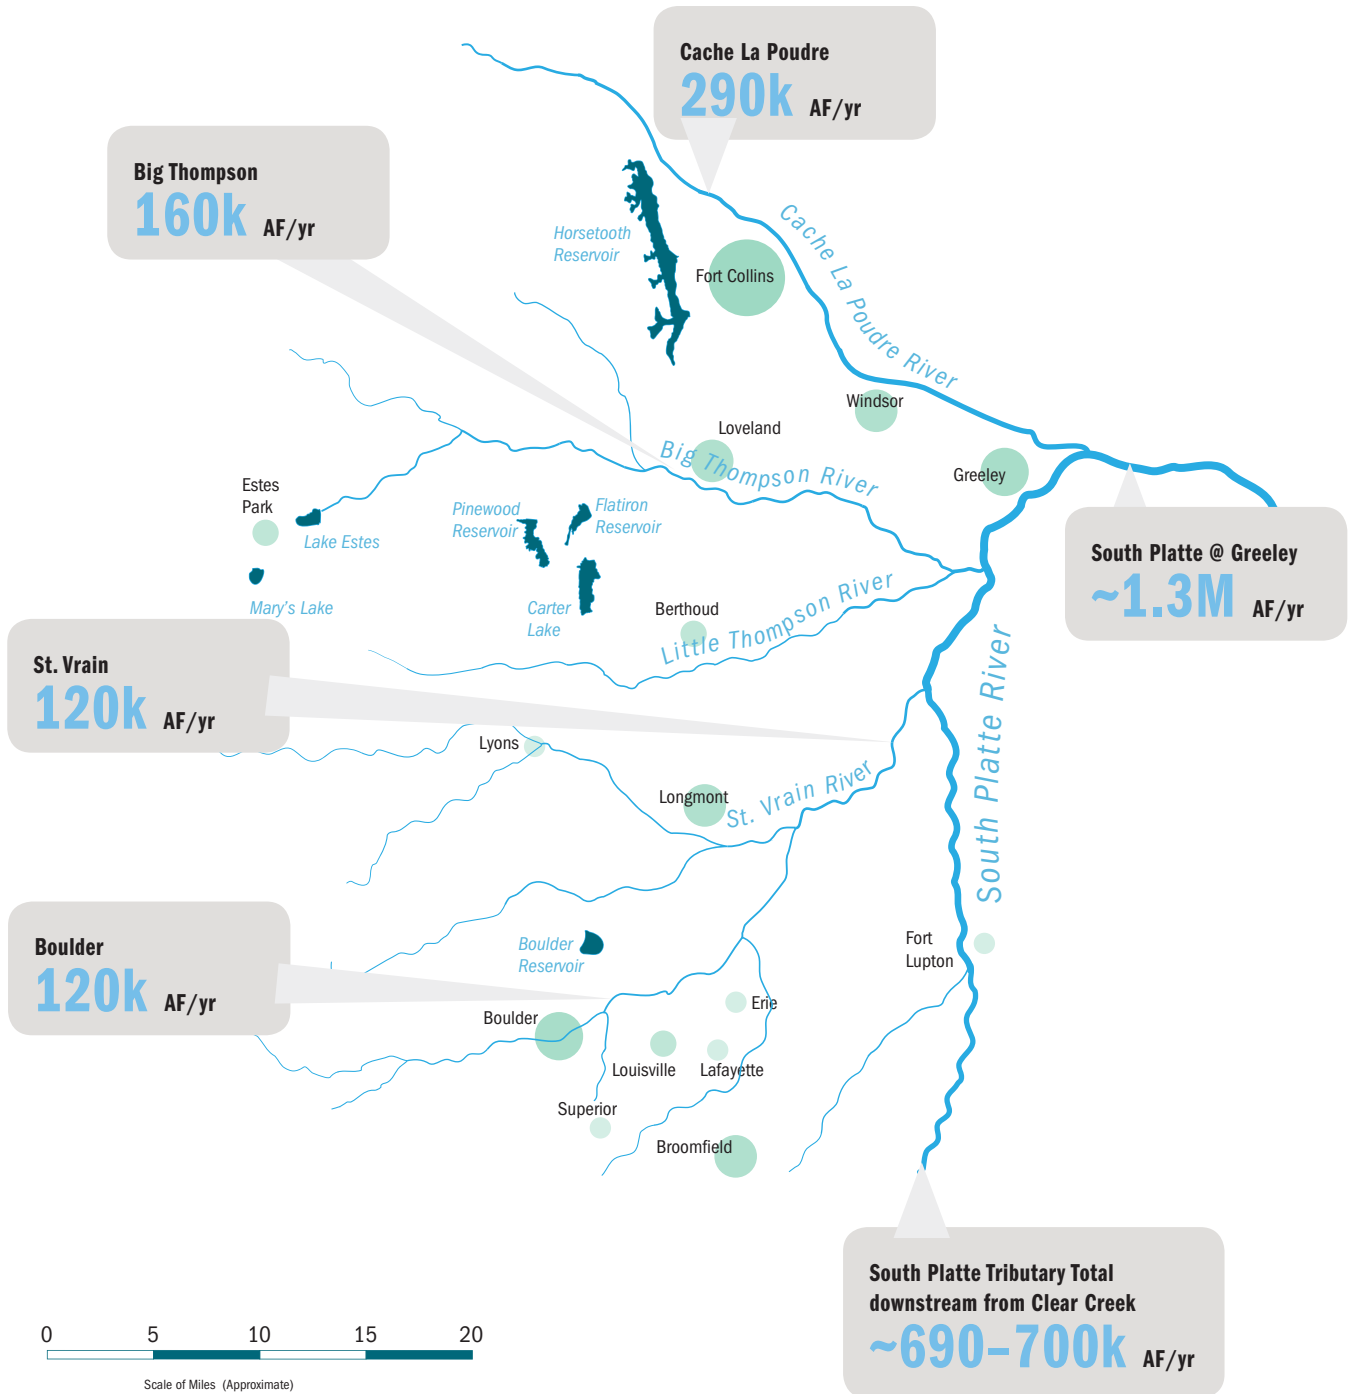 Cache La Poudre
290k AF/yr
Big Thompson
160k AF/yr
Horsetooth
Reservoir
Fort Collins
Cache La Poudre River
Windsor
Loveland
Big Thompson River
Greeley
Estes
Park
Lake Estes
Mary's Lake
Pinewood
Reservoir
Flatiron
Reservoir
Carter
Lake
Berthoud
Little Thompson River
South Platte @ Greeley
~1.3M AF/yr
South Platte River
St. Vrain
120k AF/yr
Lyons
Longmont
St. Vrain River
Boulder
120k AF/yr
Boulder
Reservoir
Fort
Lupton
Erie
Boulder
Louisville
Lafayette
Superior
Broomfield
South Platte Tributary Total
downstream from Clear Creek
~690–700k AF/yr
0 5 10 15 20
Scale of Miles (Approximate)